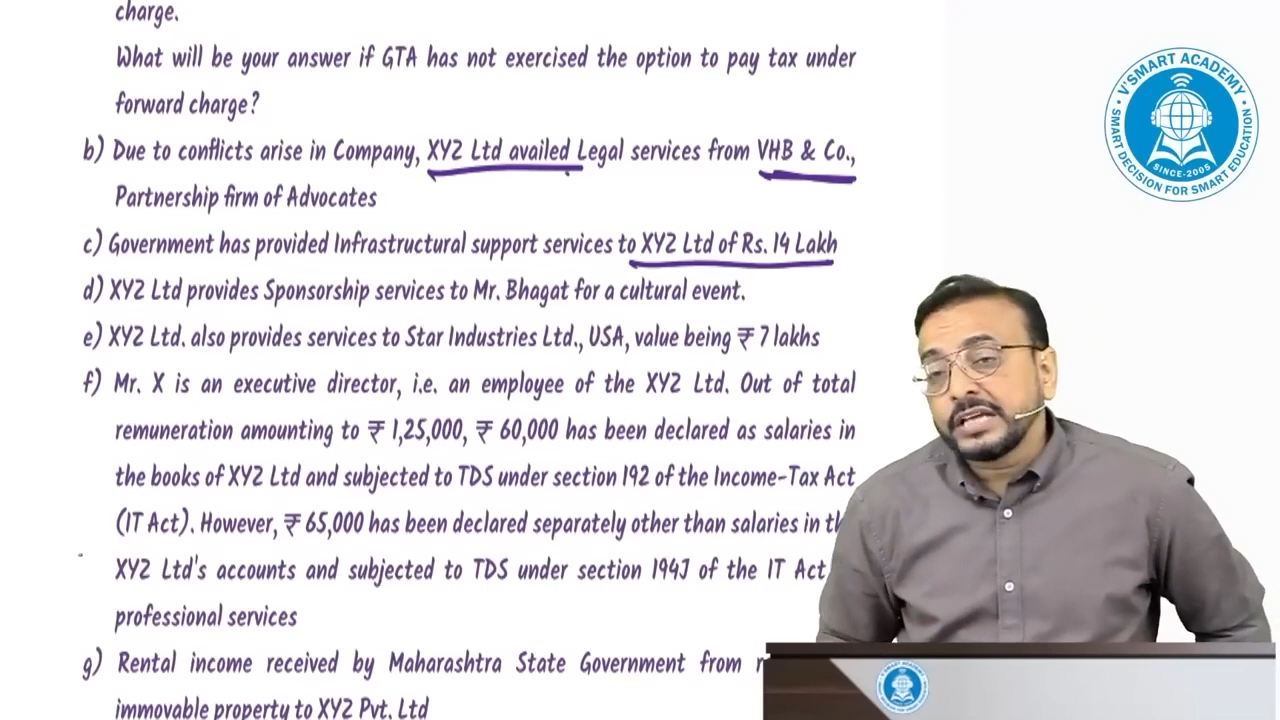 charge.
What will be your answer if GTA has not exercised the option to pay tax under
forward charge?
b) Due to conflicts arise in Company, XYZ Ltd availed Legal services from VHB & Co.,
Partnership firm of Advocates
c) Government has provided Infrastructural support services to XYZ Ltd of Rs. 14 Lakh
d) XYZ Ltd provides Sponsorship services to Mr. Bhagat for a cultural event.
e) XYZ Ltd. also provides services to Star Industries Ltd., USA, value being ₹ 7 lakhs
f) Mr. X is an executive director, i.e. an employee of the XYZ Ltd. Out of total
remuneration amounting to ₹ 1,25,000, ₹ 60,000 has been declared as salaries in
the books of XYZ Ltd and subjected to TDS under section 192 of the Income-Tax Act
(IT Act). However, ₹ 65,000 has been declared separately other than salaries in
XYZ Ltd's accounts and subjected to TDS under section 194J of the IT Act
professional services
g) Rental income received by Maharashtra State Government from
immovable property to XYZ Pvt. Ltd
V'SMART ACADEMY
SINCE-2005
SMART DECISION FOR SMART EDUCATION